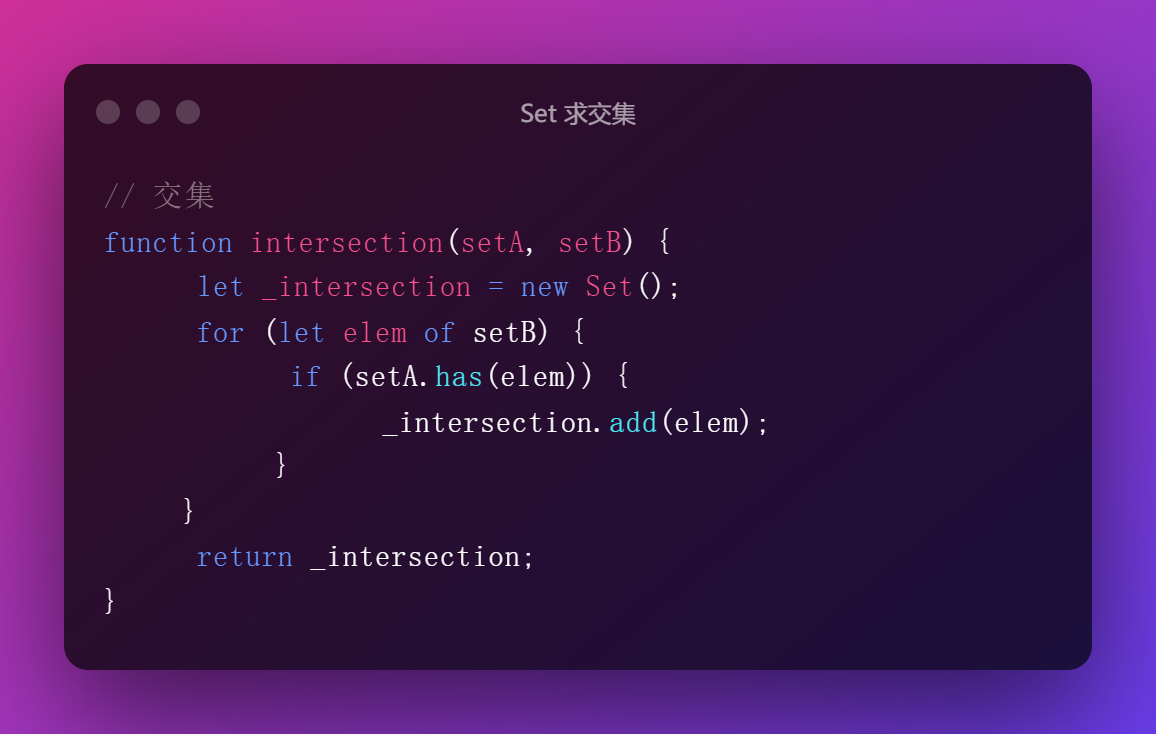 Set 求交集
// 交集
function intersection(setA, setB) {
let _intersection = new Set();
for (let elem of setB) {
if (setA.has(elem)) {
_intersection.add(elem);
}
}
return _intersection;
}